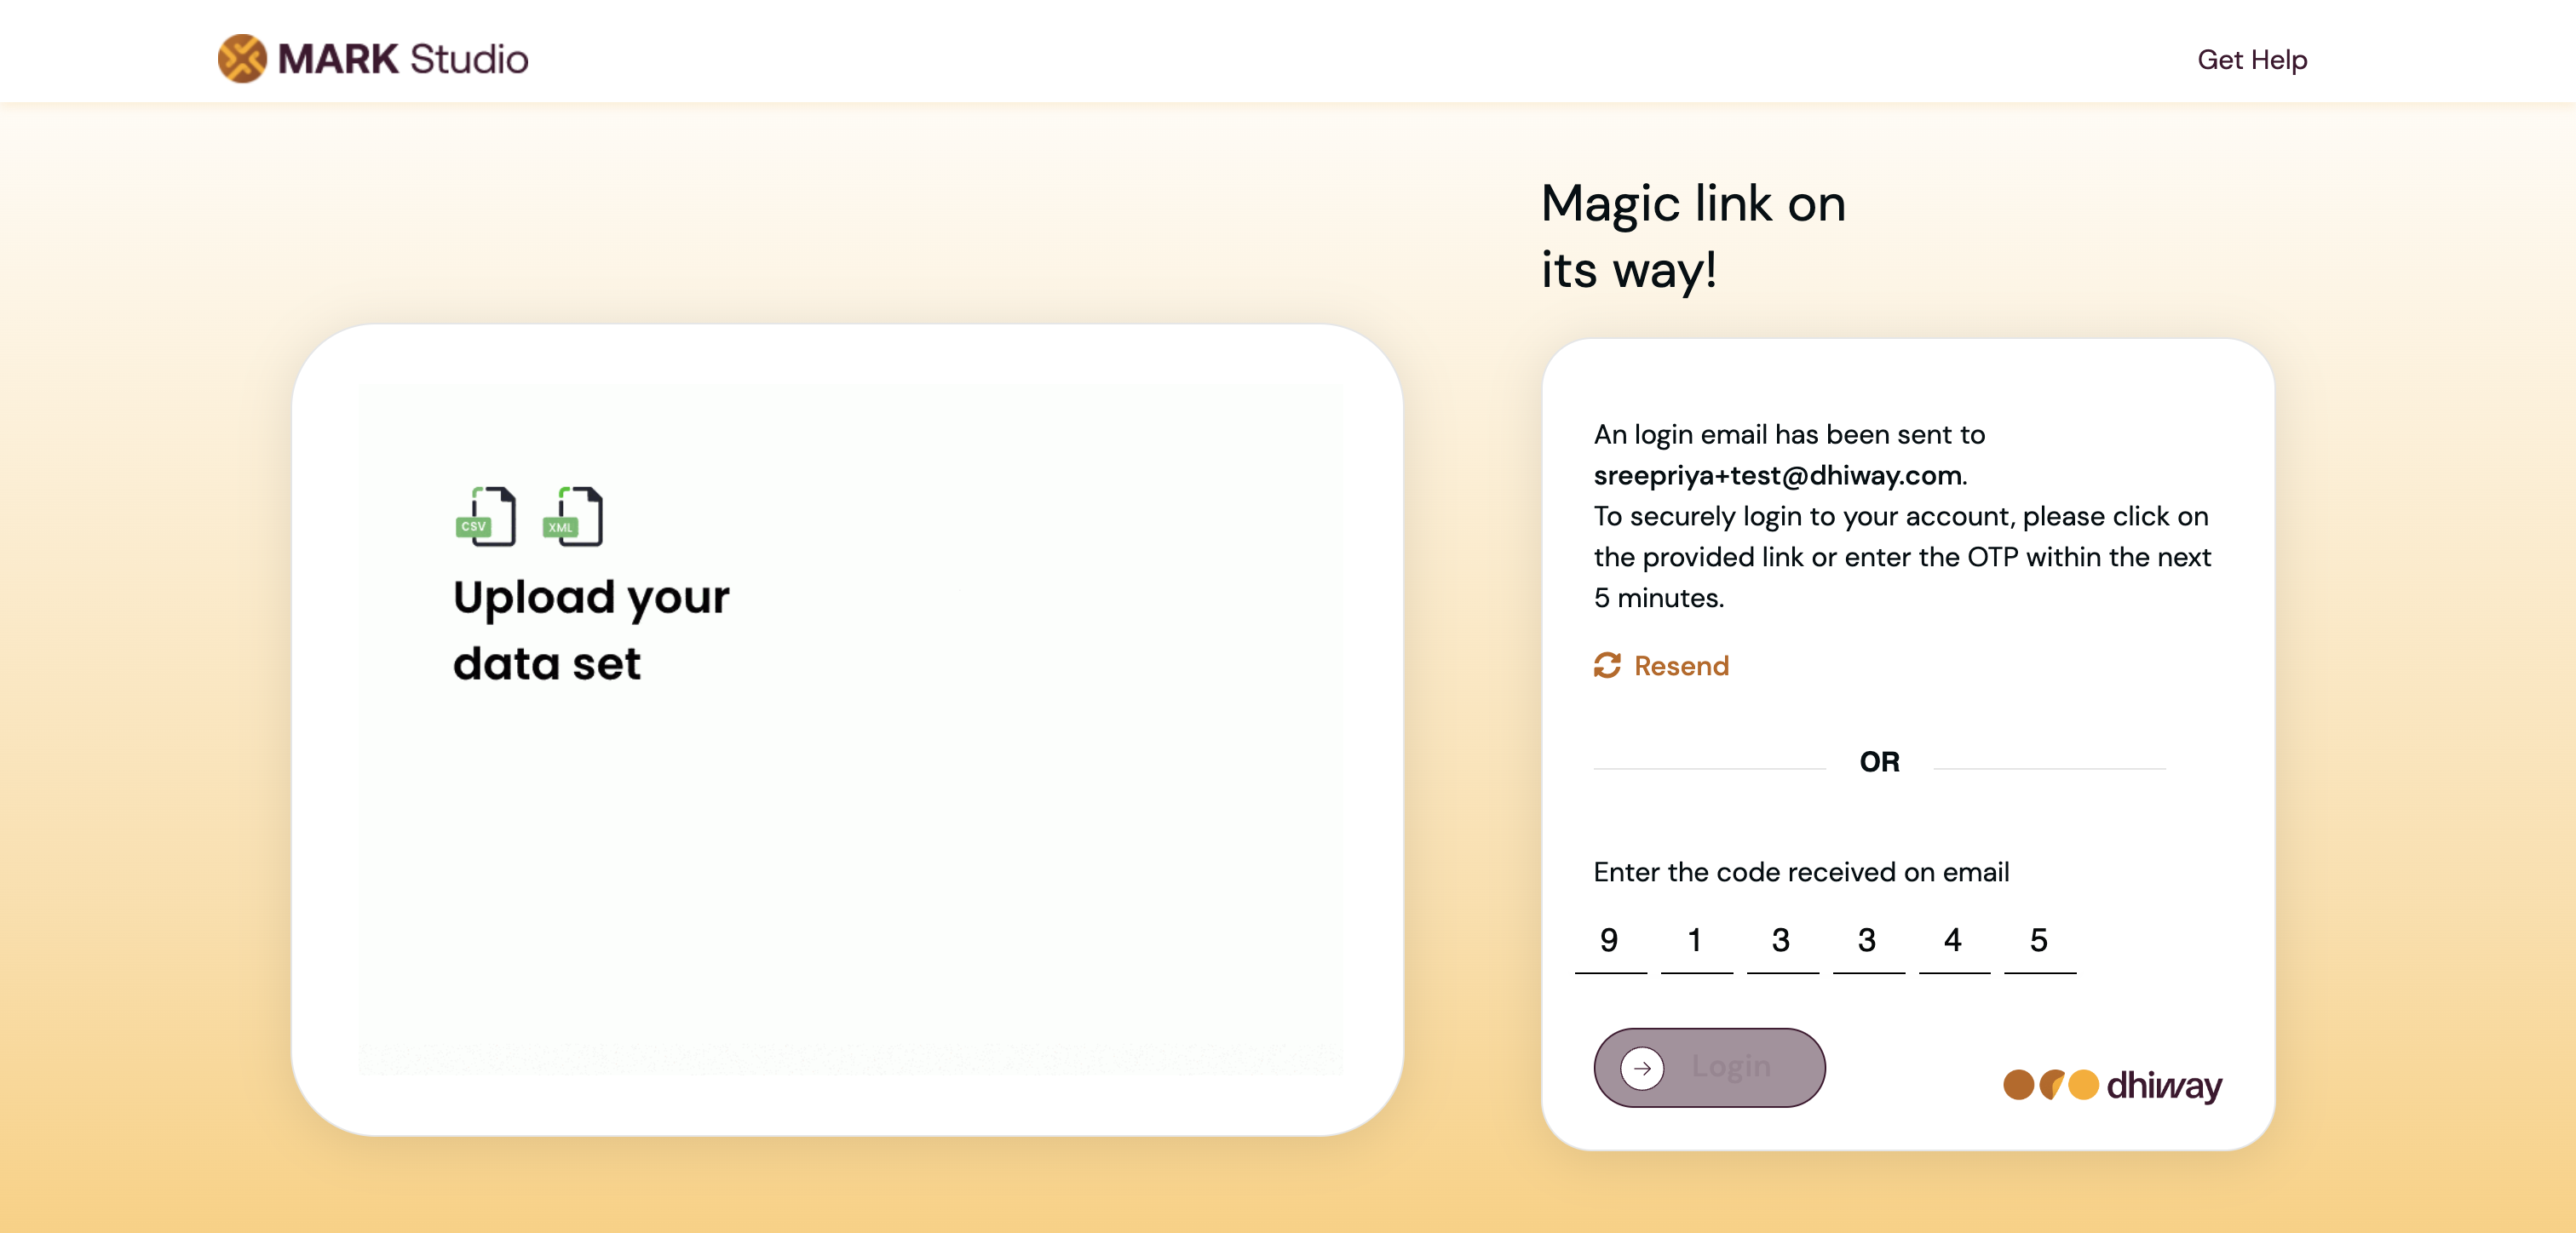 MARK Studio
Get Help
Magic link on
its way!
CSV XML
Upload your
data set
An login email has been sent to
sreepriya+test@dhiway.com.
To securely login to your account, please click on
the provided link or enter the OTP within the next
5 minutes.
Resend
OR
Enter the code received on email
9 1 3 3 4 5
Login
dhiway